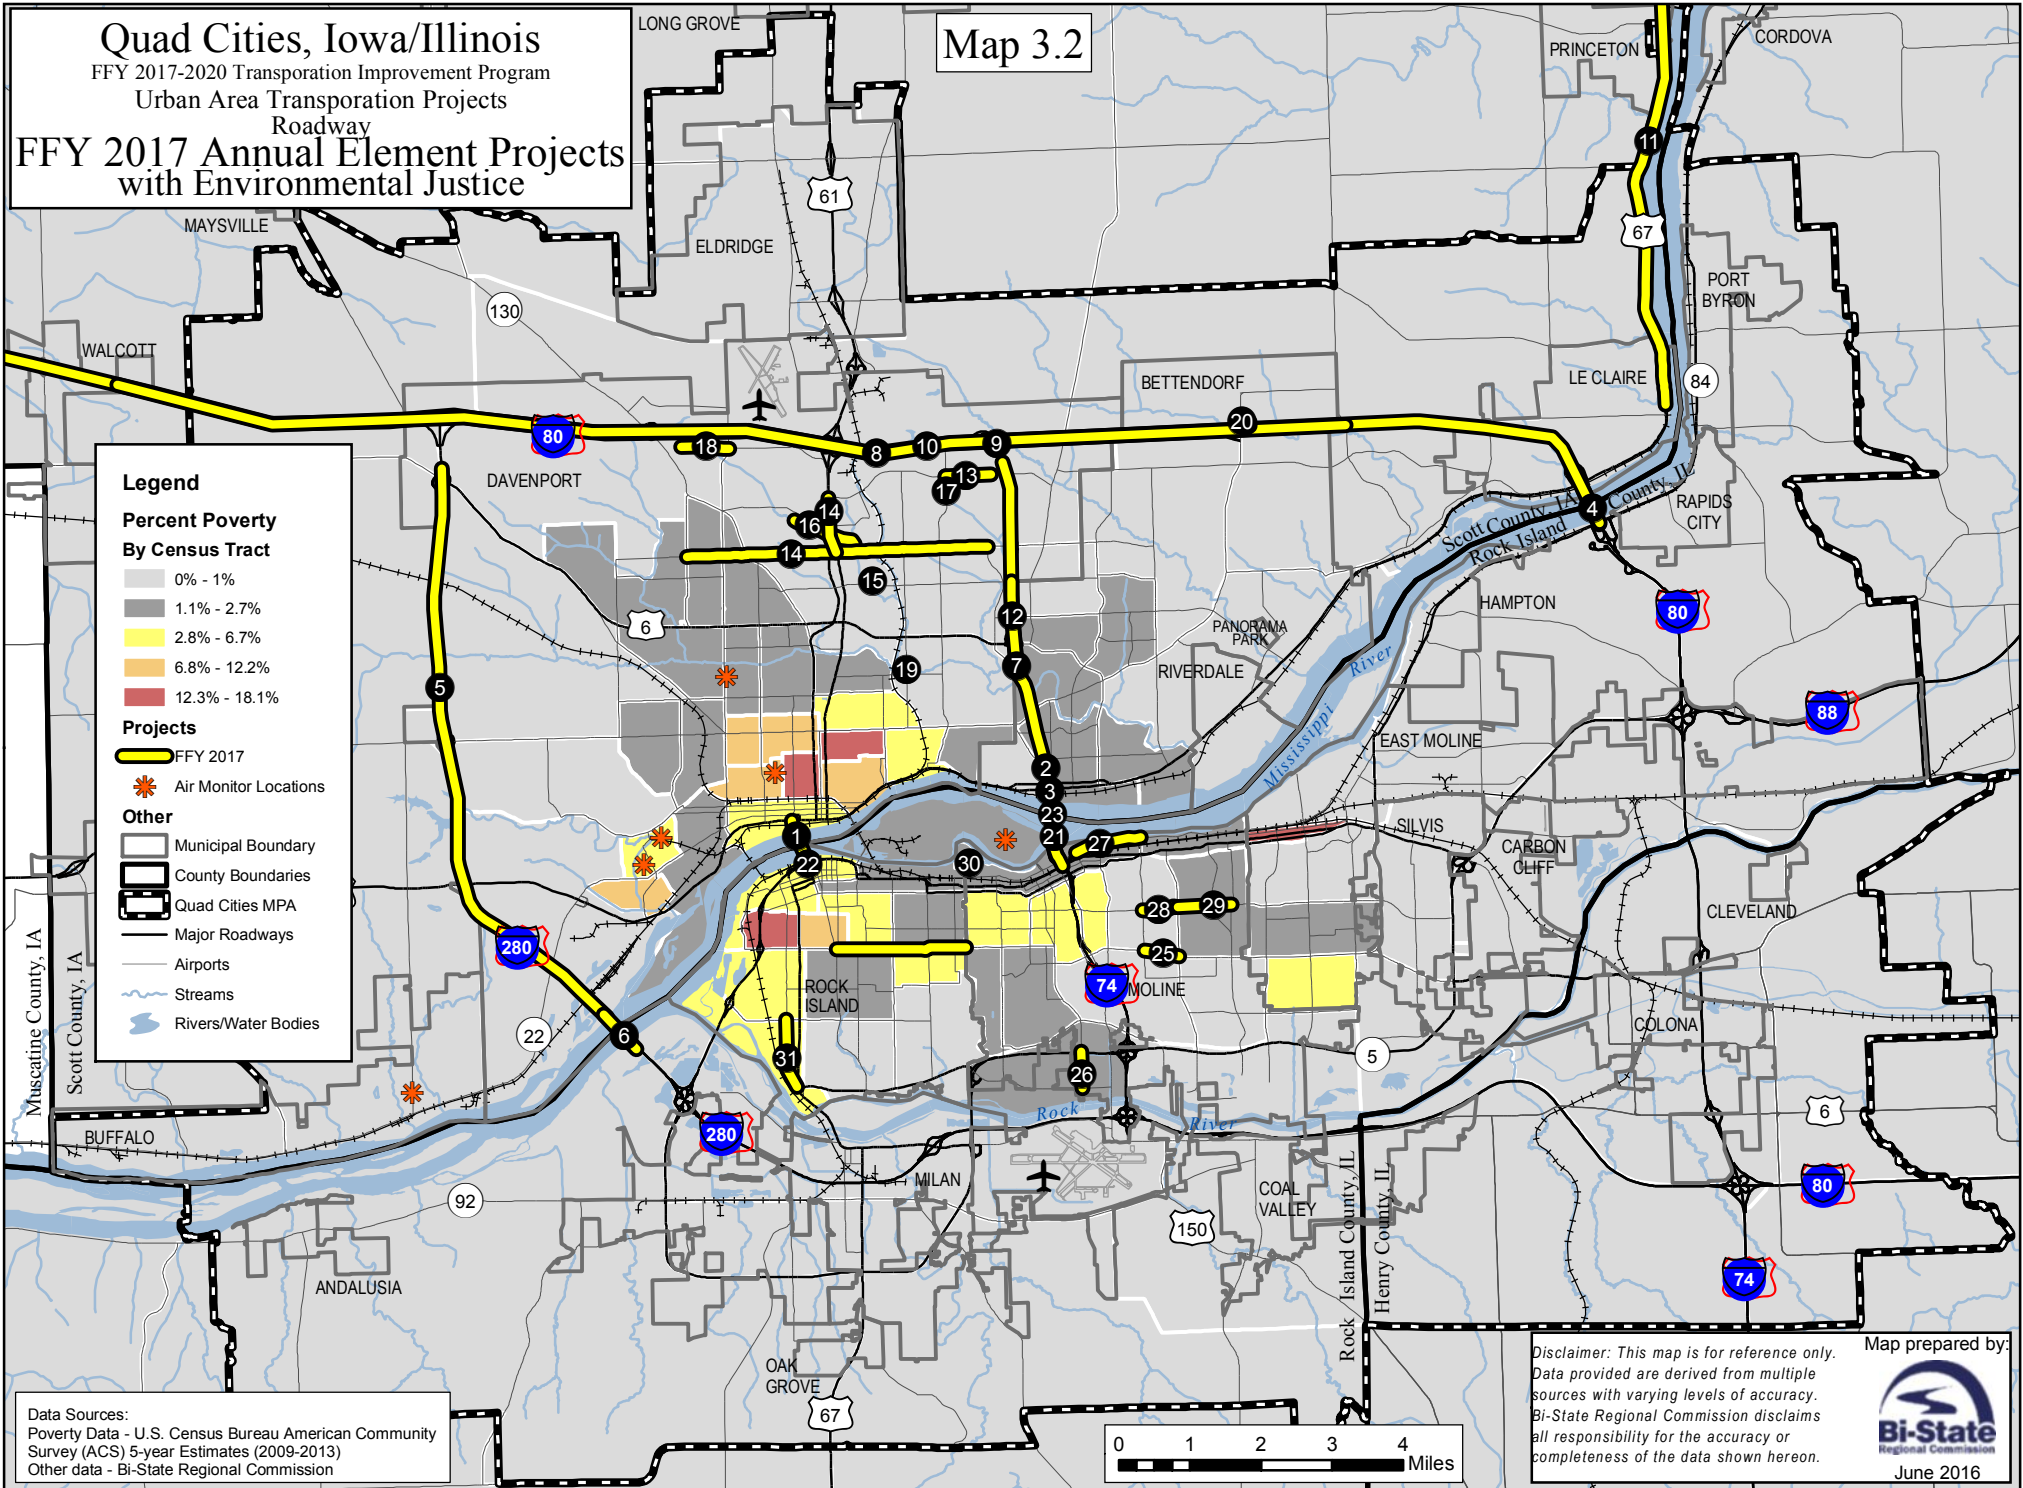 Quad Cities, Iowa/Illinois
FFY 2017-2020 Transporation Improvement Program
Urban Area Transporation Projects
Roadway
FFY 2017 Annual Element Projects
with Environmental Justice
Map 3.2
LONG GROVE
PRINCETON
CORDOVA
11
61
MAYSVILLE
ELDRIDGE
67
PORT
BYRON
130
WALCOTT
BETTENDORF
LE CLAIRE
84
80
18
8
10
9
20
DAVENPORT
13
17
14
16
14
15
4
Scott County, IA
Rock Island County, IL
RAPIDS
CITY
80
HAMPTON
6
12
PANORAMA
PARK
RIVERDALE
7
19
5
Mississippi River
88
EAST MOLINE
2
3
23
21
1
22
27
30
SILVIS
CARBON
CLIFF
CLEVELAND
28
29
25
280
74
MOLINE
ROCK
ISLAND
COLONA
22
6
31
26
5
6
Rock River
280
BUFFALO
MILAN
92
COAL
VALLEY
150
80
74
ANDALUSIA
OAK
GROVE
67
Muscatine County, IA
Scott County, IA
Rock Island County, IL
Henry County, IL
Legend
Percent Poverty
By Census Tract
0% - 1%
1.1% - 2.7%
2.8% - 6.7%
6.8% - 12.2%
12.3% - 18.1%
Projects
FFY 2017
Air Monitor Locations
Other
Municipal Boundary
County Boundaries
Quad Cities MPA
Major Roadways
Airports
Streams
Rivers/Water Bodies
Data Sources:
Poverty Data - U.S. Census Bureau American Community
Survey (ACS) 5-year Estimates (2009-2013)
Other data - Bi-State Regional Commission
0 1 2 3 4
Miles
Disclaimer: This map is for reference only.
Data provided are derived from multiple
sources with varying levels of accuracy.
Bi-State Regional Commission disclaims
all responsibility for the accuracy or
completeness of the data shown hereon.
Map prepared by:
Bi-State
Regional Commission
June 2016